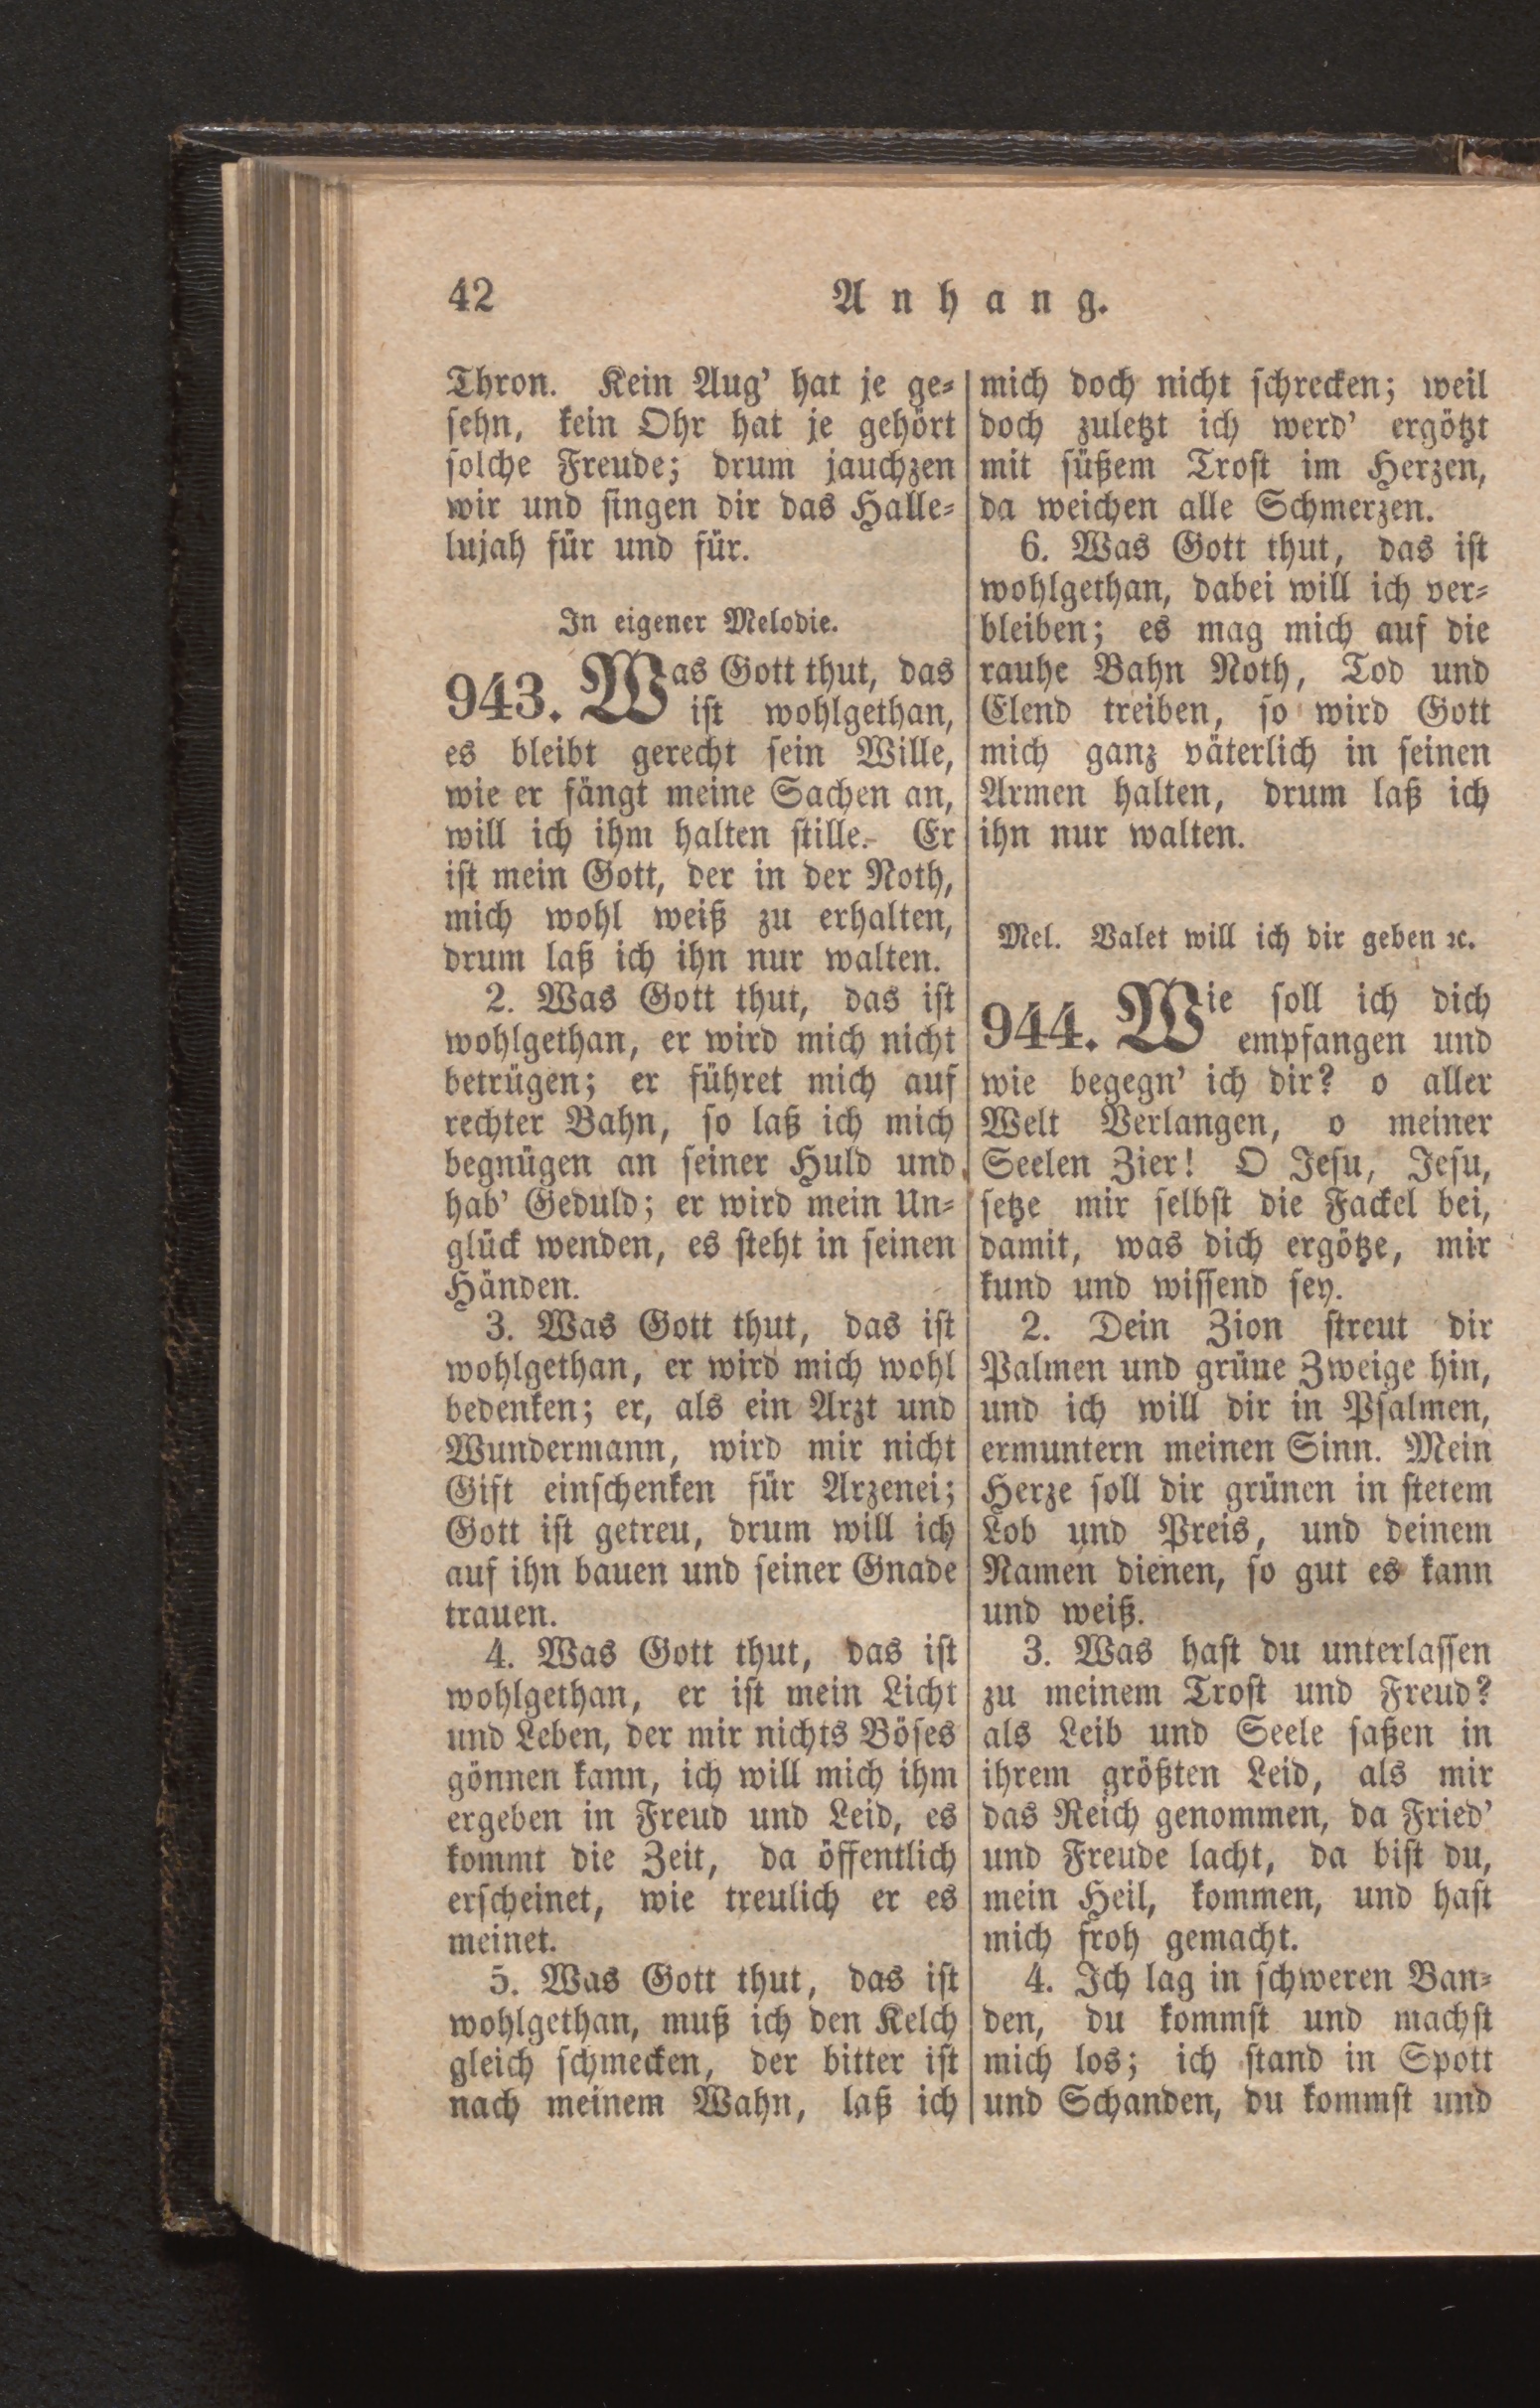 42
Anhang.
Thron. Kein Aug' hat je ge-
sehn, kein Ohr hat je gehört
solche Freude; drum jauchzen
wir und singen dir das Halle-
lujah für und für.
In eigener Melodie.
943. Was Gott thut, das
ist wohlgethan,
es bleibt gerecht sein Wille,
wie er fängt meine Sachen an,
will ich ihm halten stille. Er
ist mein Gott, der in der Noth,
mich wohl weiß zu erhalten,
drum laß ich ihn nur walten.
2. Was Gott thut, das ist
wohlgethan, er wird mich nicht
betrügen; er führet mich auf
rechter Bahn, so laß ich mich
begnügen an seiner Huld und
hab' Geduld; er wird mein Un-
glück wenden, es steht in seinen
Händen.
3. Was Gott thut, das ist
wohlgethan, er wird mich wohl
bedenken; er, als ein Arzt und
Wundermann, wird mir nicht
Gift einschenken für Arzenei;
Gott ist getreu, drum will ich
auf ihn bauen und seiner Gnade
trauen.
4. Was Gott thut, das ist
wohlgethan, er ist mein Licht
und Leben, der mir nichts Böses
gönnen kann, ich will mich ihm
ergeben in Freud und Leid, es
kommt die Zeit, da öffentlich
erscheinet, wie treulich er es
meinet.
5. Was Gott thut, das ist
wohlgethan, muß ich den Kelch
gleich schmecken, der bitter ist
nach meinem Wahn, laß ich
mich doch nicht schrecken; weil
doch zuletzt ich werd' ergötzt
mit süßem Trost im Herzen,
da weichen alle Schmerzen.
6. Was Gott thut, das ist
wohlgethan, dabei will ich ver-
bleiben; es mag mich auf die
rauhe Bahn Noth, Tod und
Elend treiben, so wird Gott
mich ganz väterlich in seinen
Armen halten, drum laß ich
ihn nur walten.
Mel. Valet will ich dir geben ꝛc.
944. Wie soll ich dich
empfangen und
wie begegn' ich dir? o aller
Welt Verlangen, o meiner
Seelen Zier! O Jesu, Jesu,
setze mir selbst die Fackel bei,
damit, was dich ergötze, mir
kund und wissend sey.
2. Dein Zion streut dir
Palmen und grüne Zweige hin,
und ich will dir in Psalmen,
ermuntern meinen Sinn. Mein
Herze soll dir grünen in stetem
Lob und Preis, und deinem
Namen dienen, so gut es kann
und weiß.
3. Was hast du unterlassen
zu meinem Trost und Freud?
als Leib und Seele saßen in
ihrem größten Leid, als mir
das Reich genommen, da Fried'
und Freude lacht, da bist du,
mein Heil, kommen, und hast
mich froh gemacht.
4. Ich lag in schweren Ban-
den, du kommst und machst
mich los; ich stand in Spott
und Schanden, du kommst und